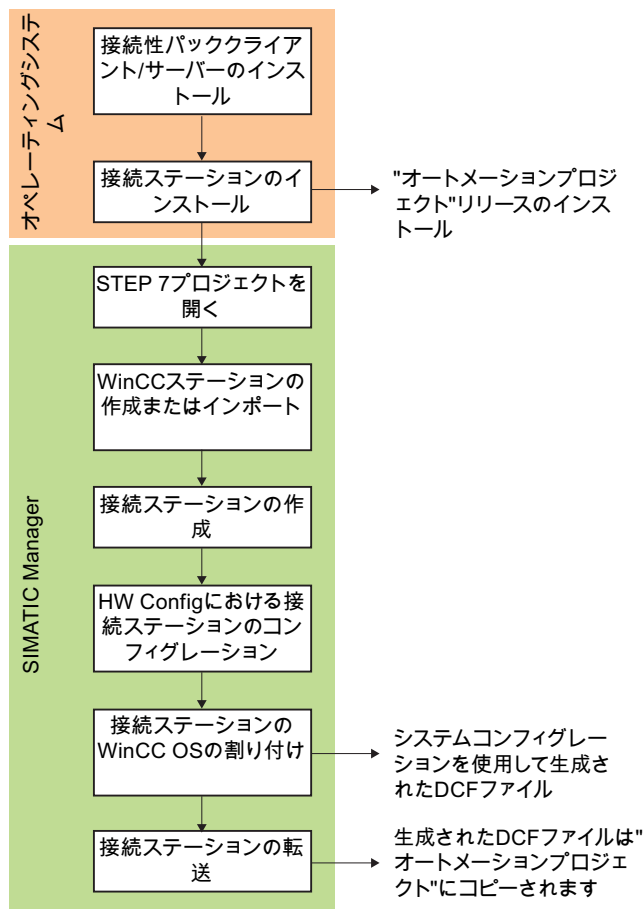 オペレーティングシステ
ム
接続性パッククライア
ント/サーバーのインス
トール
接続ステーションのイ
ンストール
"オートメーションプロジ
ェクト"リリースのインス
トール
SIMATIC Manager
STEP 7プロジェクトを
開く
WinCCステーションの
作成またはインポート
接続ステーションの作
成
HW Configにおける接
続ステーションのコン
フィグレーション
接続ステーションの
WinCC OSの割り付け
システムコンフィグレー
ションを使用して生成さ
れたDCFファイル
接続ステーションの転
送
生成されたDCFファイルは"
オートメーションプロジェ
クト"にコピーされます